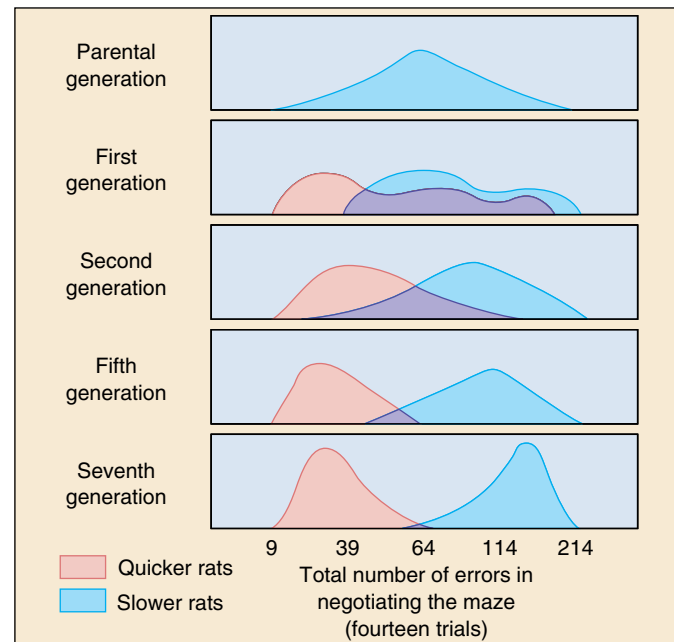 Parental
generation
First
generation
Second
generation
Fifth
generation
Seventh
generation
9 39 64 114 214
Quicker rats
Slower rats
Total number of errors in
negotiating the maze
(fourteen trials)